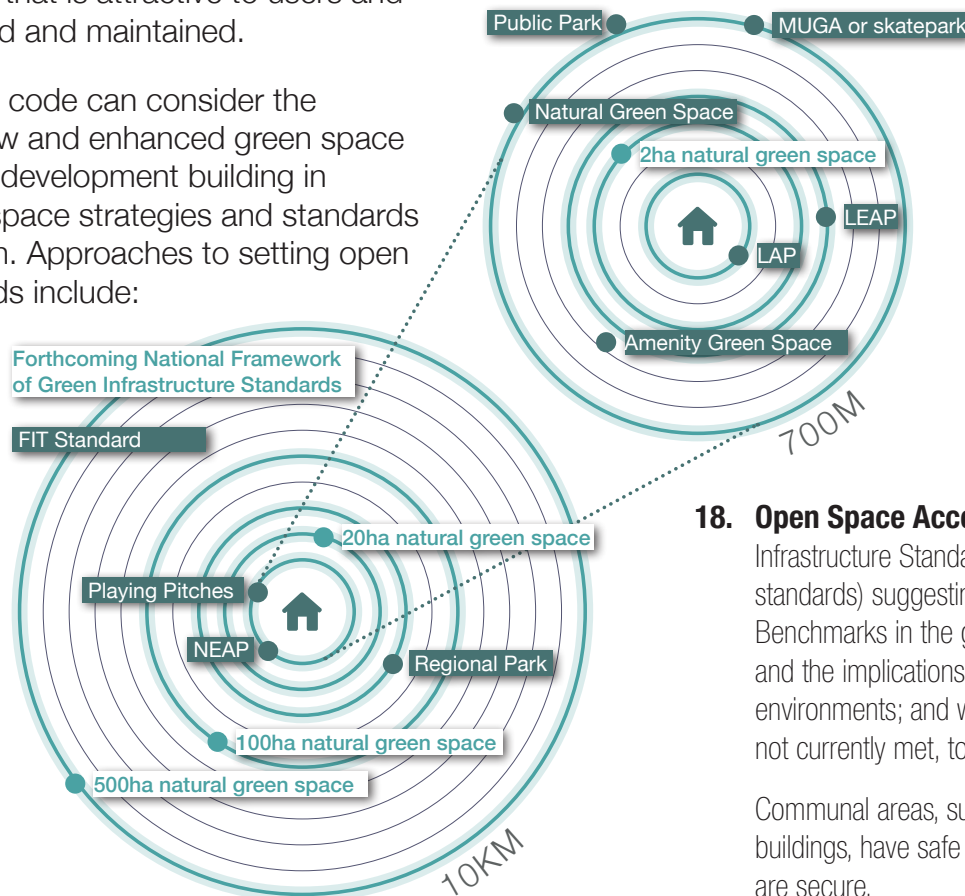 that is attractive to users and
d and maintained.
code can consider the
w and enhanced green space
development building in
space strategies and standards
n. Approaches to setting open
ds include:
Public Park
MUGA or skatepark
Natural Green Space
2ha natural green space
LEAP
LAP
Amenity Green Space
700M
Forthcoming National Framework
of Green Infrastructure Standards
FIT Standard
20ha natural green space
Playing Pitches
NEAP
Regional Park
100ha natural green space
500ha natural green space
10KM
18. Open Space Acce
Infrastructure Standa
standards) suggestin
Benchmarks in the g
and the implications
environments; and w
not currently met, to
Communal areas, su
buildings, have safe
are secure.